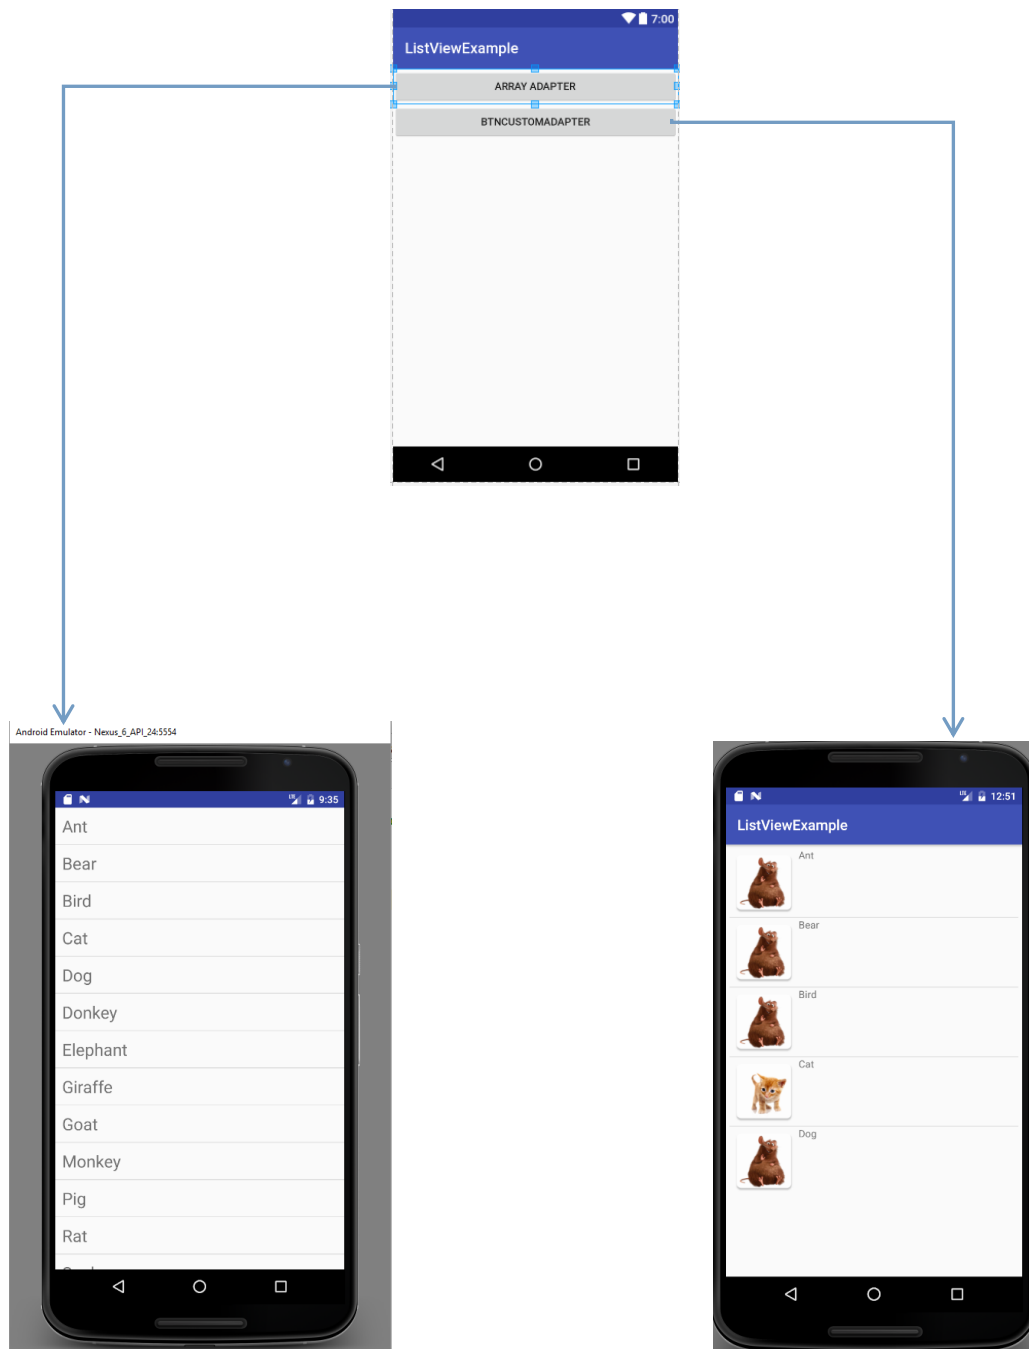 7:00
ListViewExample
ARRAY ADAPTER
BTNCUSTOMADAPTER
Android Emulator - Nexus_6_API_24:5554
9:35
Ant
Bear
Bird
Cat
Dog
Donkey
Elephant
Giraffe
Goat
Monkey
Pig
Rat
12:51
ListViewExample
Ant
Bear
Bird
Cat
Dog